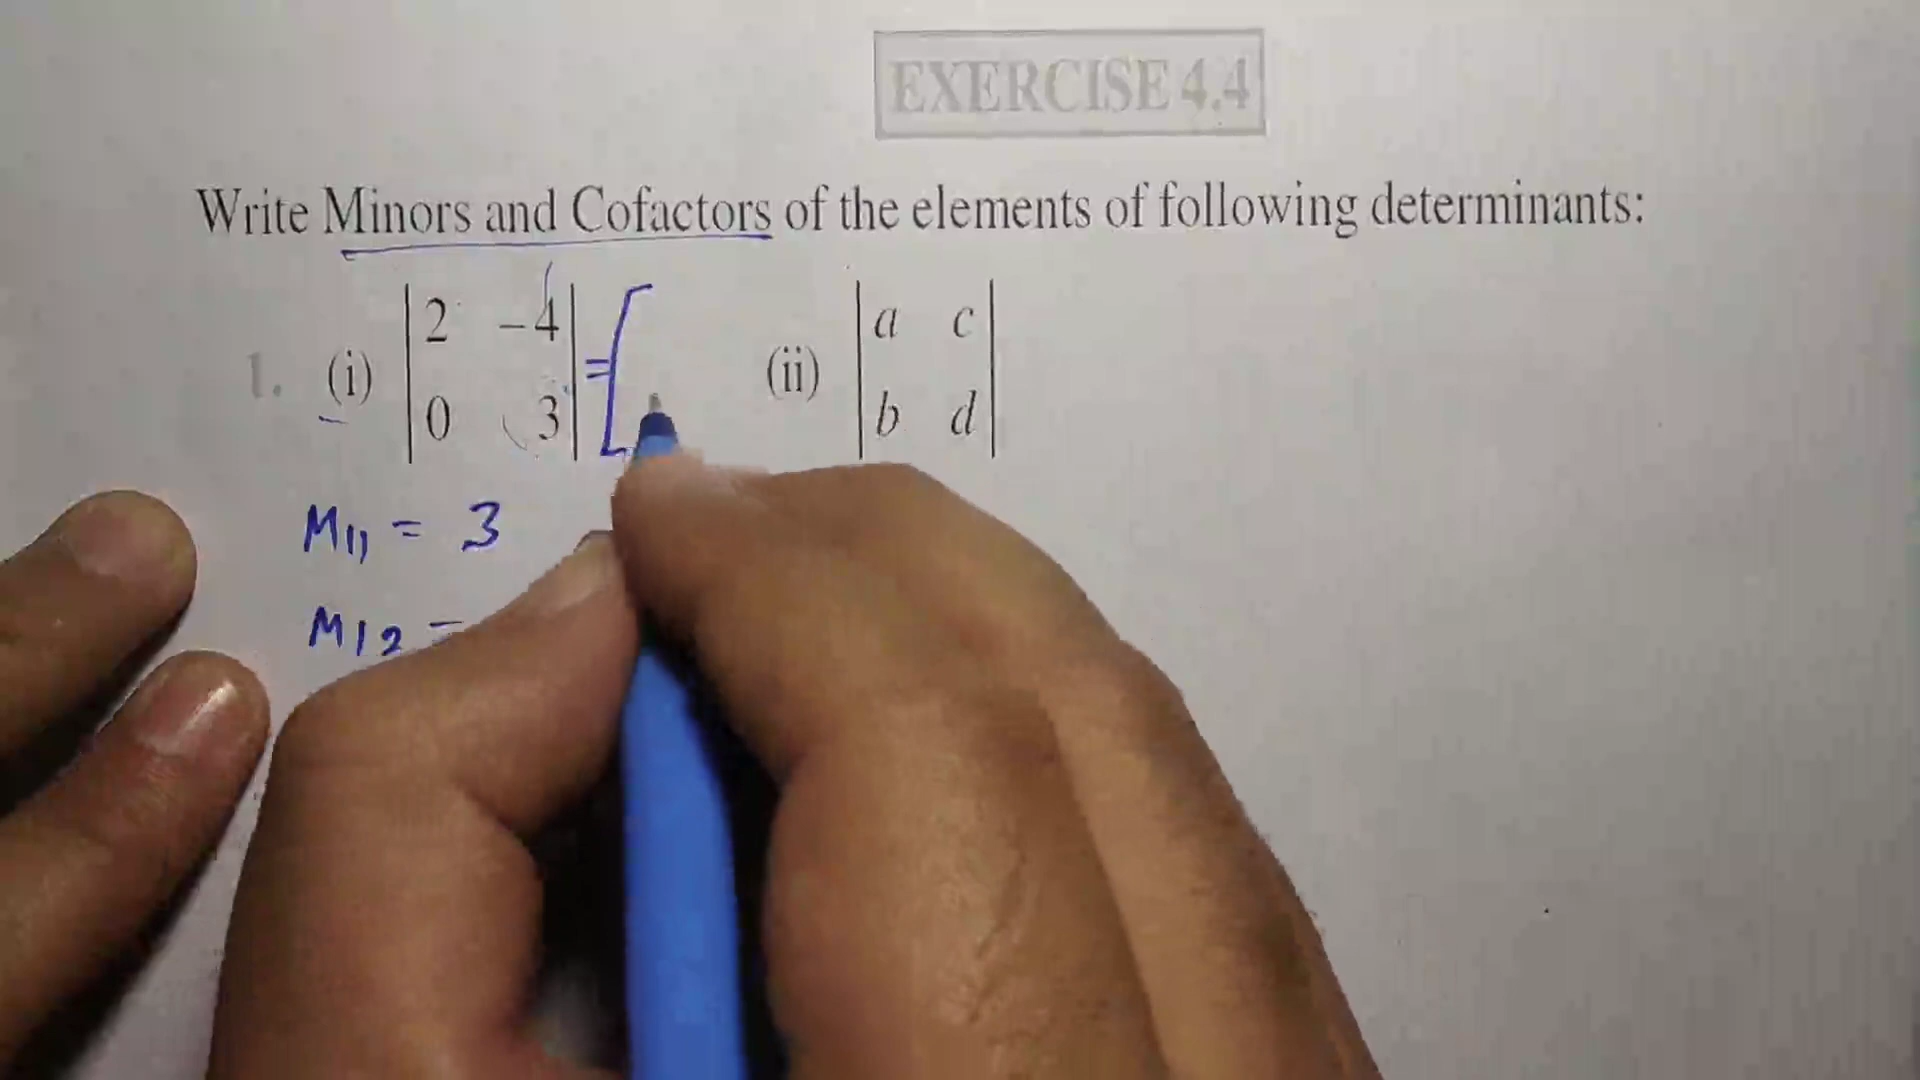 EXERCISE 4.4
Write Minors and Cofactors of the elements of following determinants:
1. (i) | 2 -4 | = [ (ii) | a c |
| 0 3 | | b d |
M11 = 3
M12 =